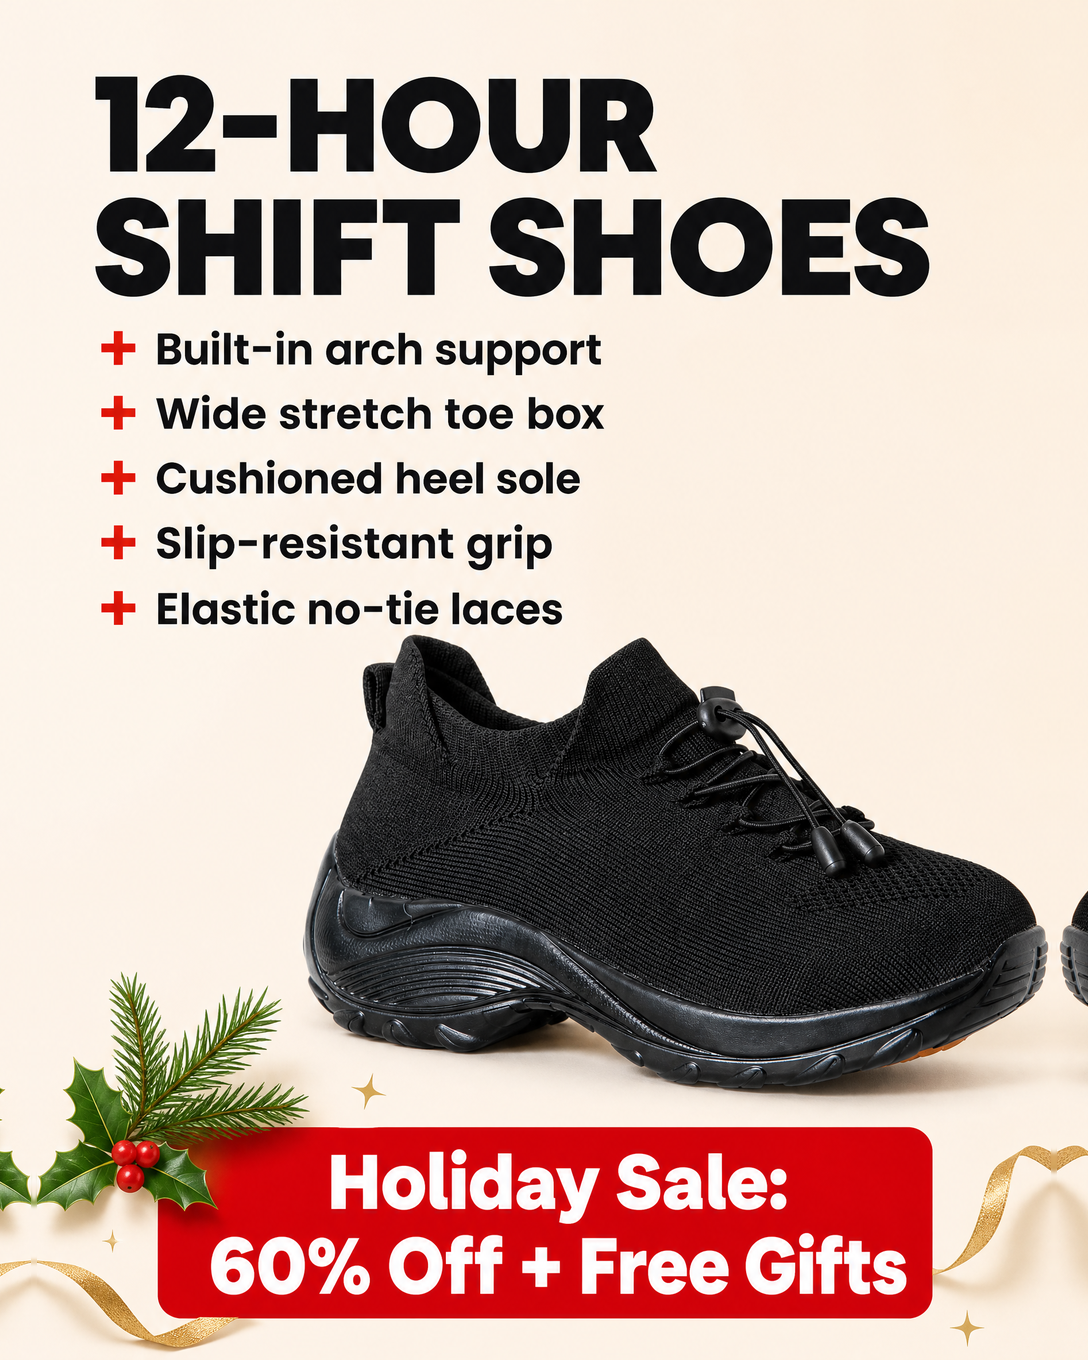 12-HOUR
SHIFT SHOES
Built-in arch support
Wide stretch toe box
Cushioned heel sole
Slip-resistant grip
Elastic no-tie laces
Holiday Sale:
60% Off + Free Gifts